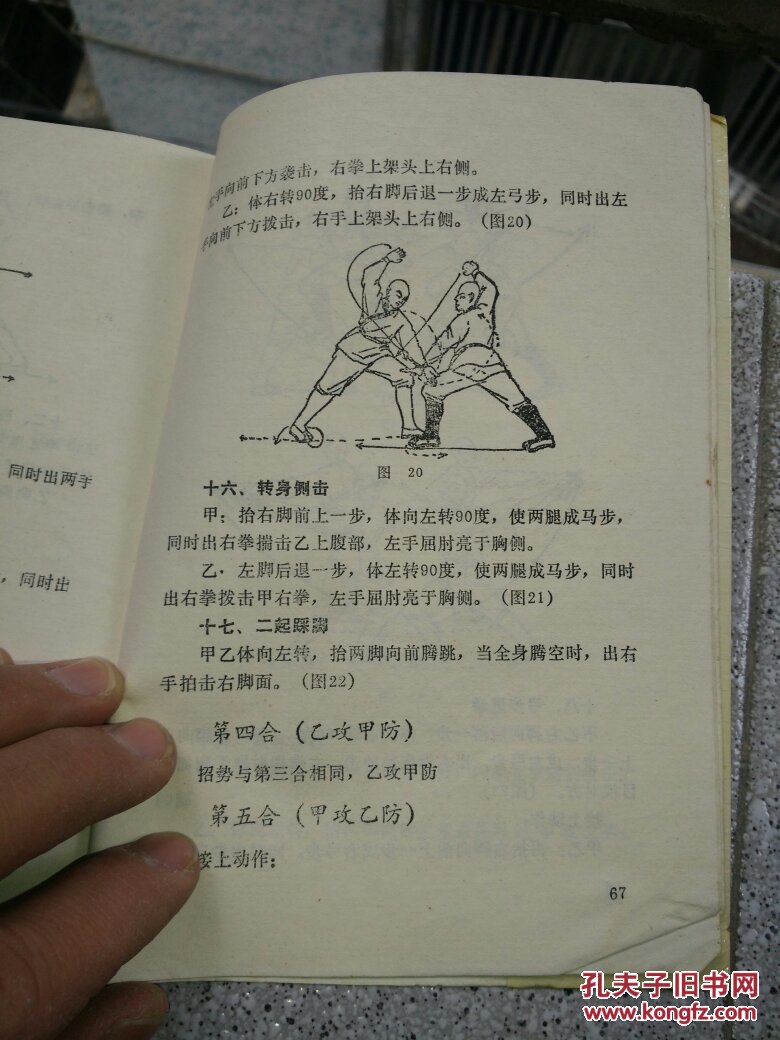 同时出两手
，同时出
左手向前下方袭击，右拳上架头上右侧。
乙：体右转90度，抬右脚后退一步成左弓步，同时出左
手向前下方拨击，右手上架头上右侧。（图20）
图 20
十六、转身侧击
甲：抬右脚前上一步，体向左转90度，使两腿成马步，
同时出右拳揣击乙上腹部，左手屈肘亮于胸侧。
乙·左脚后退一步，体左转90度，使两腿成马步，同时
出右拳拨击甲右拳，左手屈肘亮于胸侧。（图21）
十七、二起踩脚
甲乙体向左转，抬两脚向前腾跳，当全身腾空时，出右
手拍击右脚面。（图22）
第四合（乙攻甲防）
招势与第三合相同，乙攻甲防
第五合（甲攻乙防）
接上动作：
67
孔夫子旧书网
www.kongfz.com